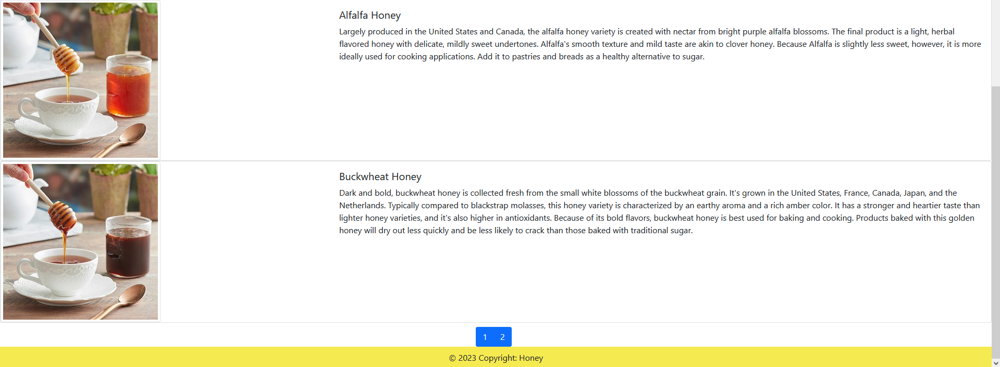 Alfalfa Honey
Largely produced in the United States and Canada, the alfalfa honey variety is created with nectar from bright purple alfalfa blossoms. The final product is a light, herbal
flavored honey with delicate, mildly sweet undertones. Alfalfa's smooth texture and mild taste are akin to clover honey. Because Alfalfa is slightly less sweet, however, it is more
ideally used for cooking applications. Add it to pastries and breads as a healthy alternative to sugar.
Buckwheat Honey
Dark and bold, buckwheat honey is collected fresh from the small white blossoms of the buckwheat grain. It's grown in the United States, France, Canada, Japan, and the
Netherlands. Typically compared to blackstrap molasses, this honey variety is characterized by an earthy aroma and a rich amber color. It has a stronger and heartier taste than
lighter honey varieties, and it's also higher in antioxidants. Because of its bold flavors, buckwheat honey is best used for baking and cooking. Products baked with this golden
honey will dry out less quickly and be less likely to crack than those baked with traditional sugar.
1 2
© 2023 Copyright: Honey